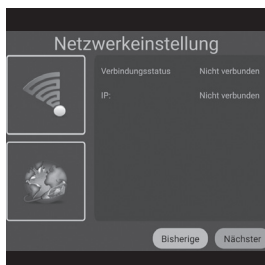 Netzwerkeinstellung
Verbindungsstatus Nicht verbunden
IP: Nicht verbunden
Bisherige Nächster